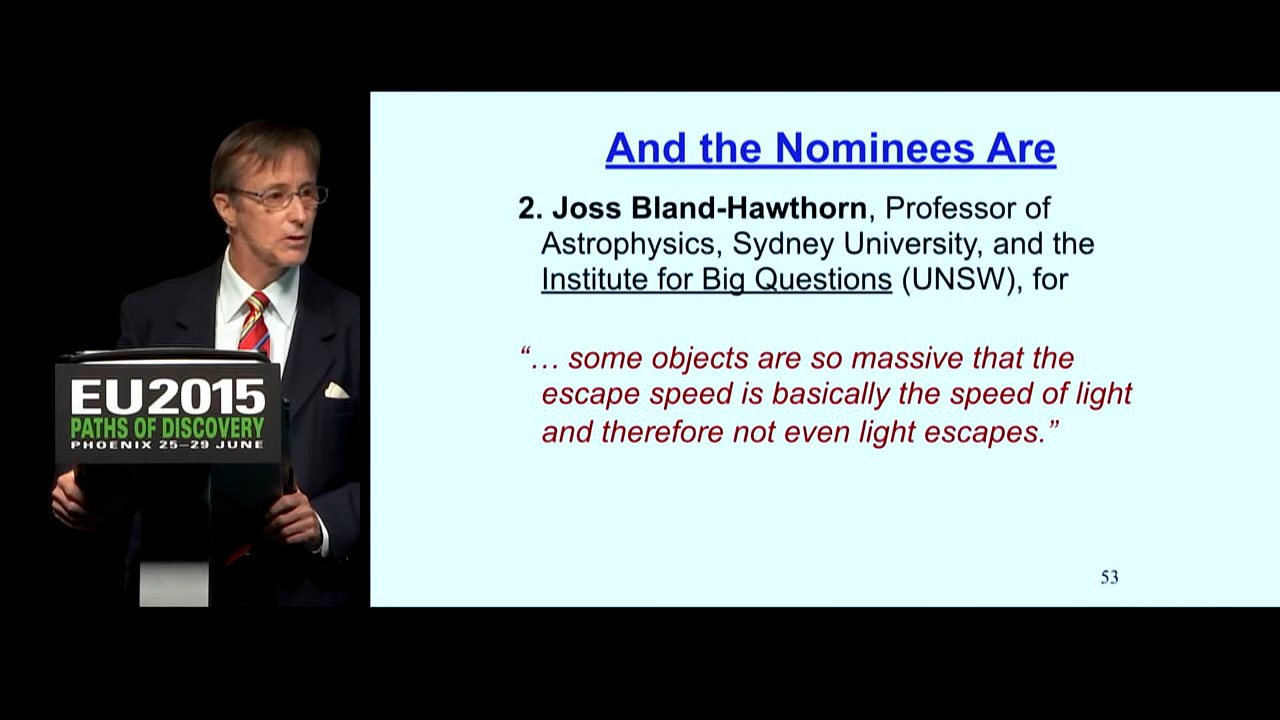 EU2015
PATHS OF DISCOVERY
PHOENIX 25–29 JUNE
And the Nominees Are
2. Joss Bland-Hawthorn, Professor of
Astrophysics, Sydney University, and the
Institute for Big Questions (UNSW), for
“… some objects are so massive that the
escape speed is basically the speed of light
and therefore not even light escapes.”
53